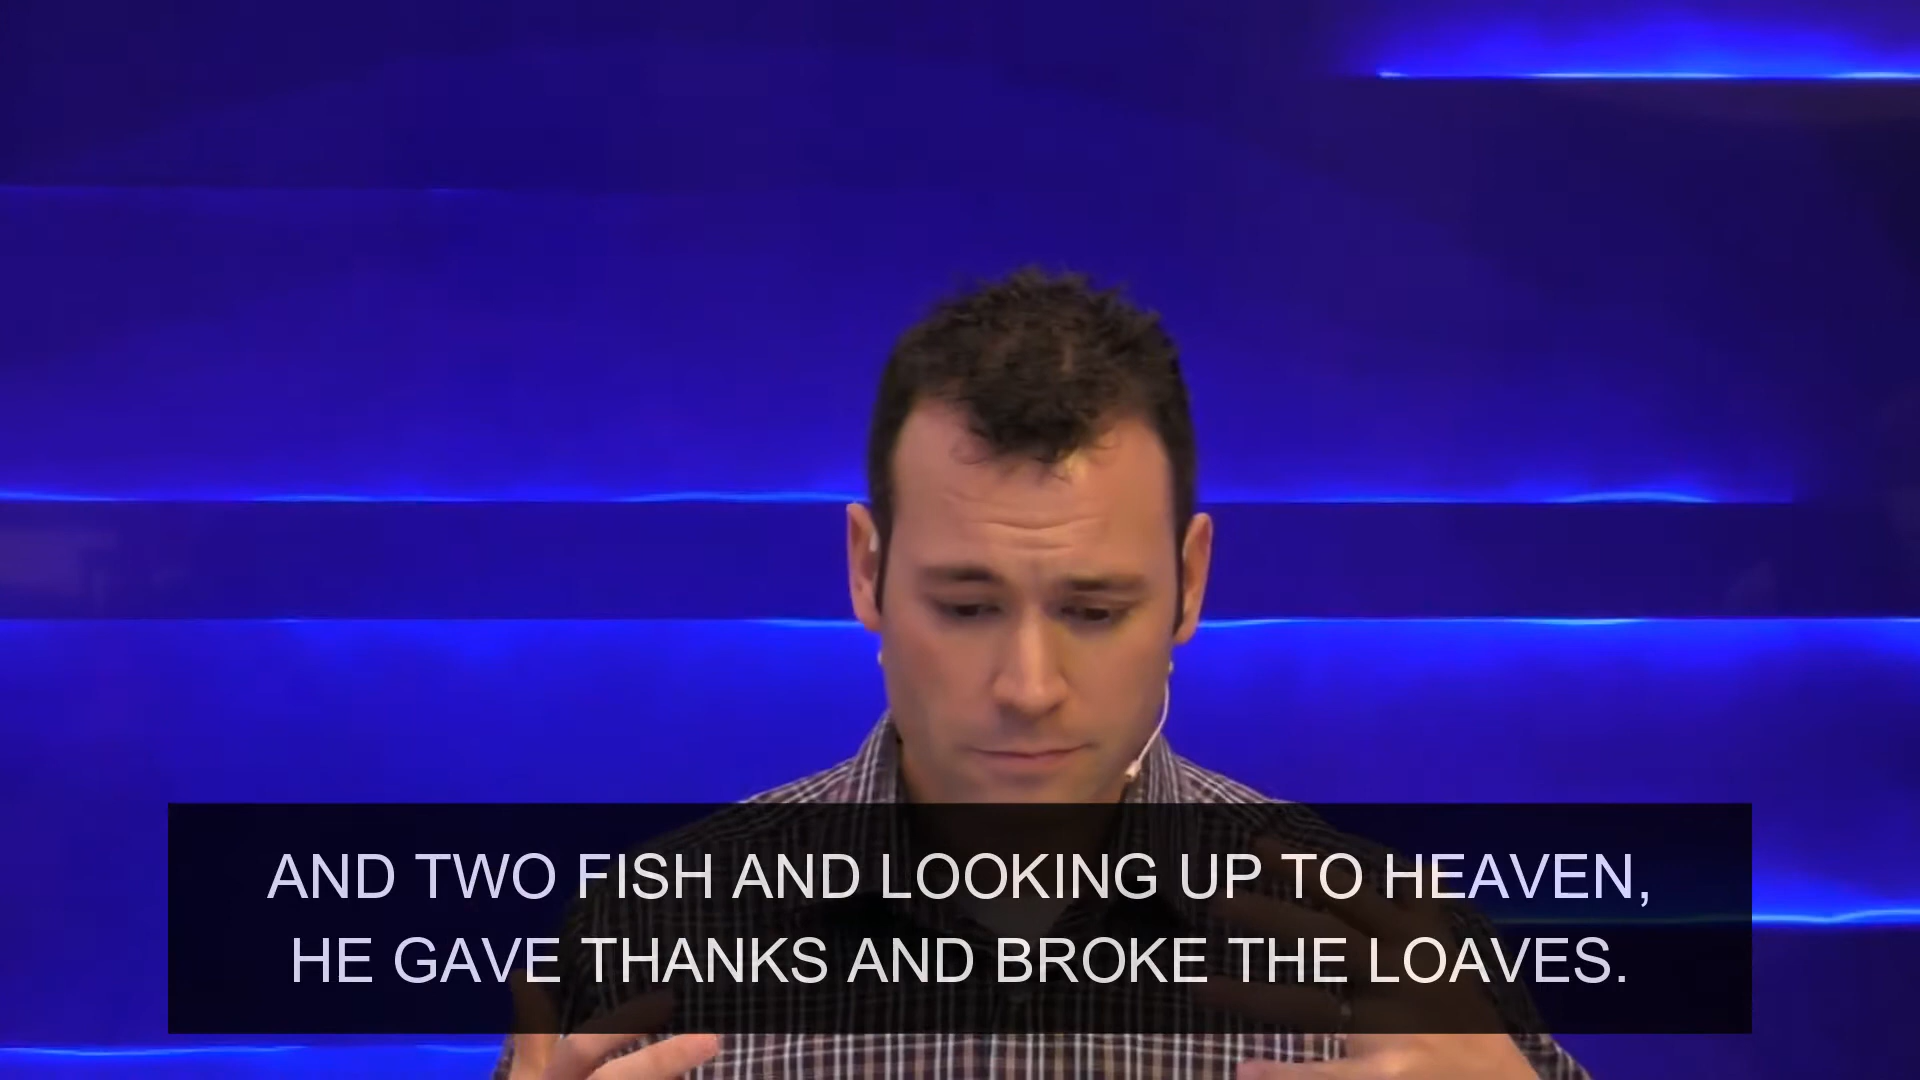 AND TWO FISH AND LOOKING UP TO HEAVEN,
HE GAVE THANKS AND BROKE THE LOAVES.